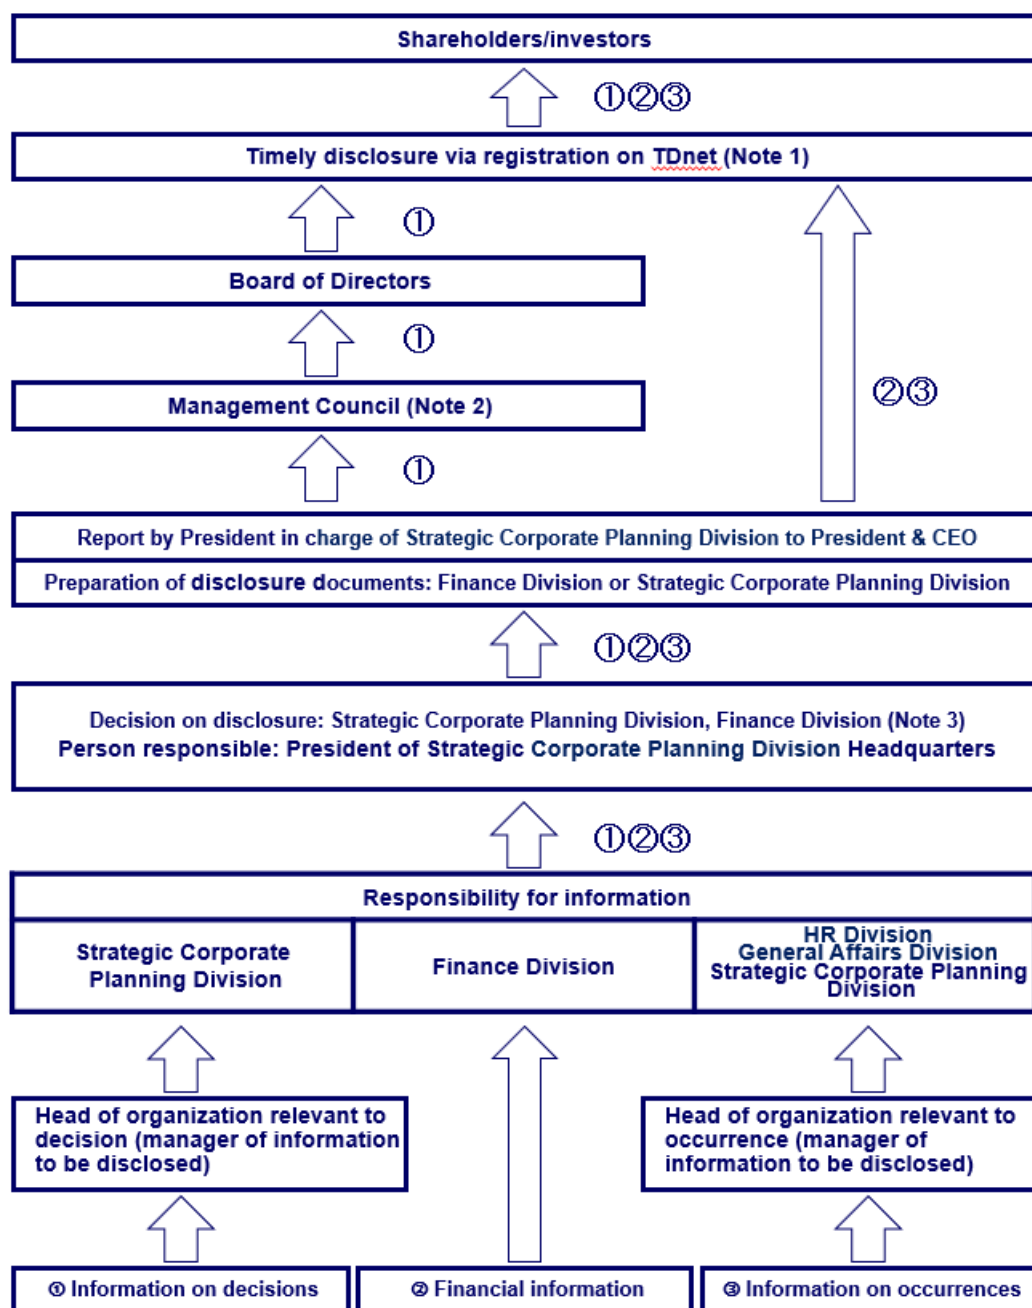 Shareholders/investors
①②③
Timely disclosure via registration on TDnet (Note 1)
①
Board of Directors
①
②③
Management Council (Note 2)
①
Report by President in charge of Strategic Corporate Planning Division to President & CEO
Preparation of disclosure documents: Finance Division or Strategic Corporate Planning Division
①②③
Decision on disclosure: Strategic Corporate Planning Division, Finance Division (Note 3)
Person responsible: President of Strategic Corporate Planning Division Headquarters
①②③
Responsibility for information
Strategic Corporate
Planning Division
Finance Division
HR Division
General Affairs Division
Strategic Corporate Planning
Division
Head of organization relevant to
decision (manager of information
to be disclosed)
Head of organization relevant to
occurrence (manager of
information to be disclosed)
① Information on decisions
② Financial information
③ Information on occurrences